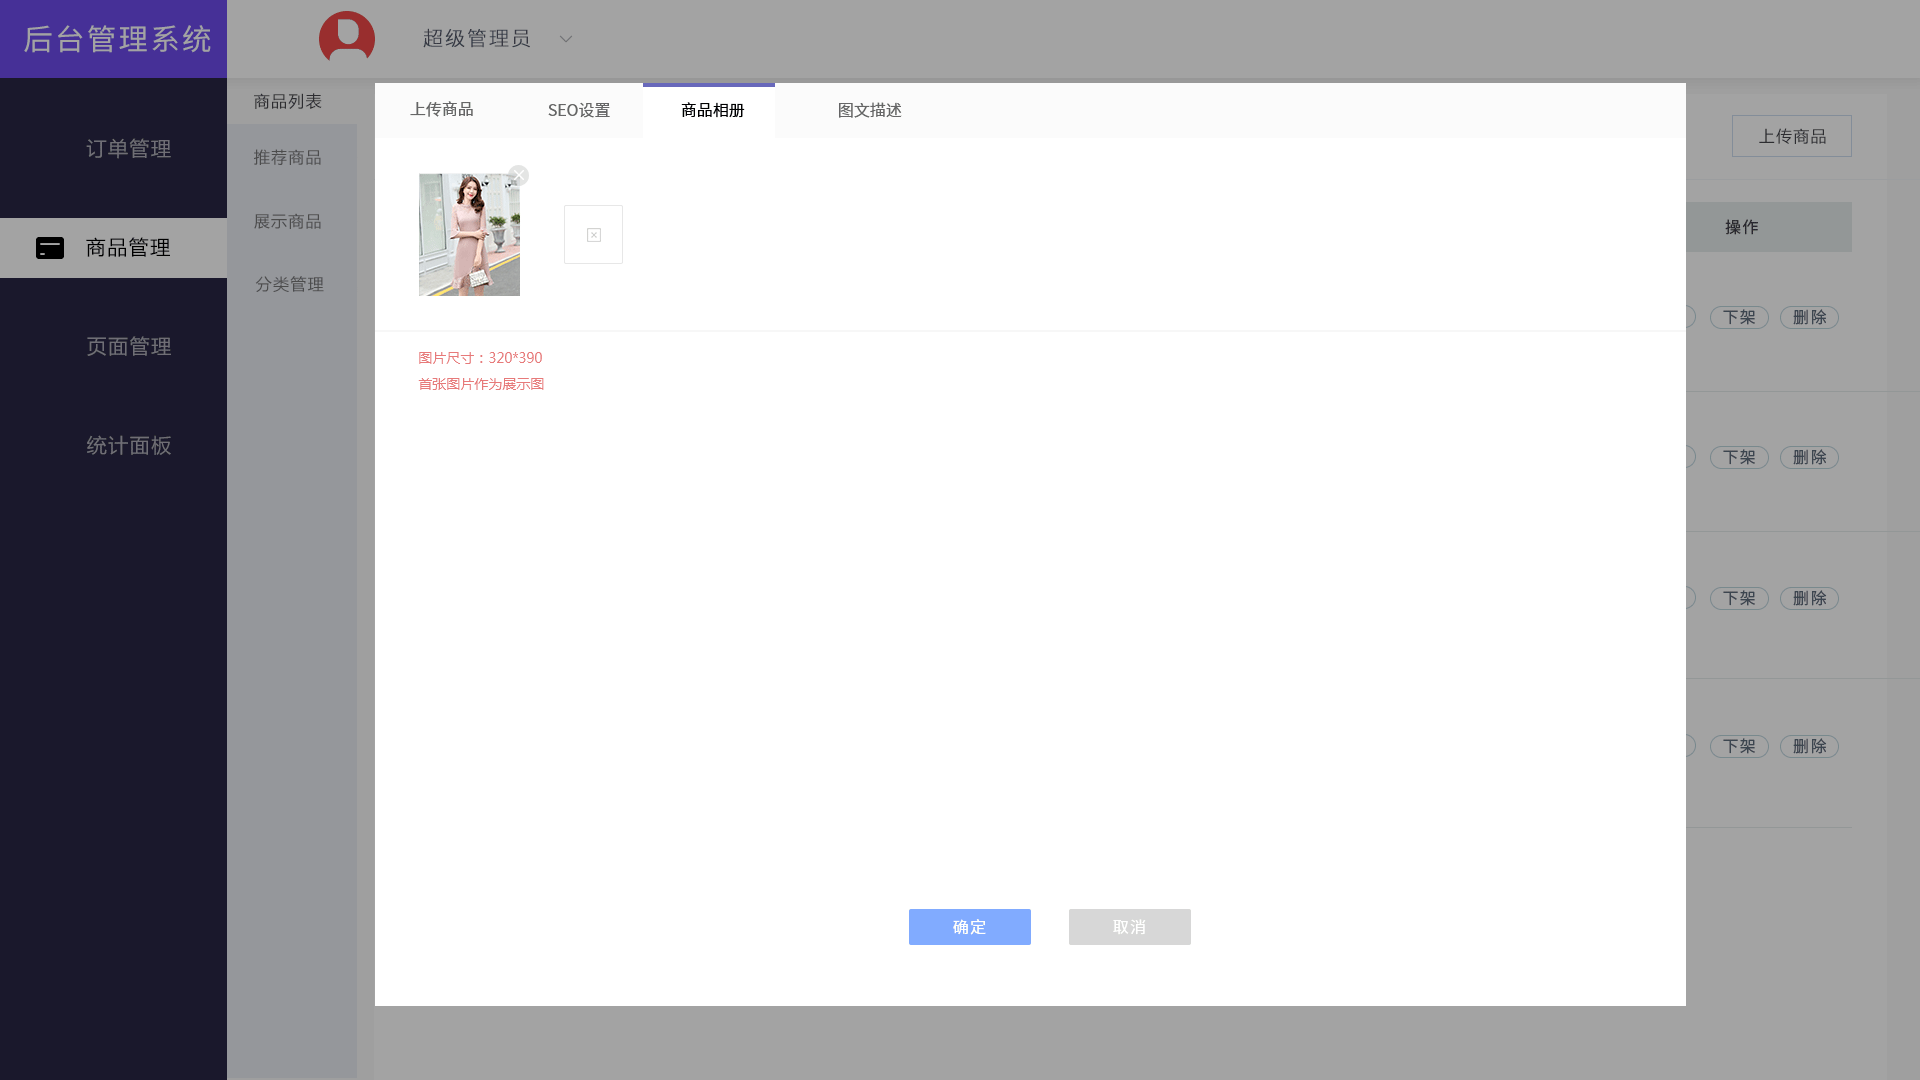 后台管理系统
超级管理员
订单管理
商品管理
页面管理
统计面板
商品列表
推荐商品
展示商品
分类管理
上传商品
SEO设置
商品相册
图文描述
图片尺寸：320*390
首张图片作为展示图
确定
取消
上传商品
操作
下架
删除
下架
删除
下架
删除
下架
删除